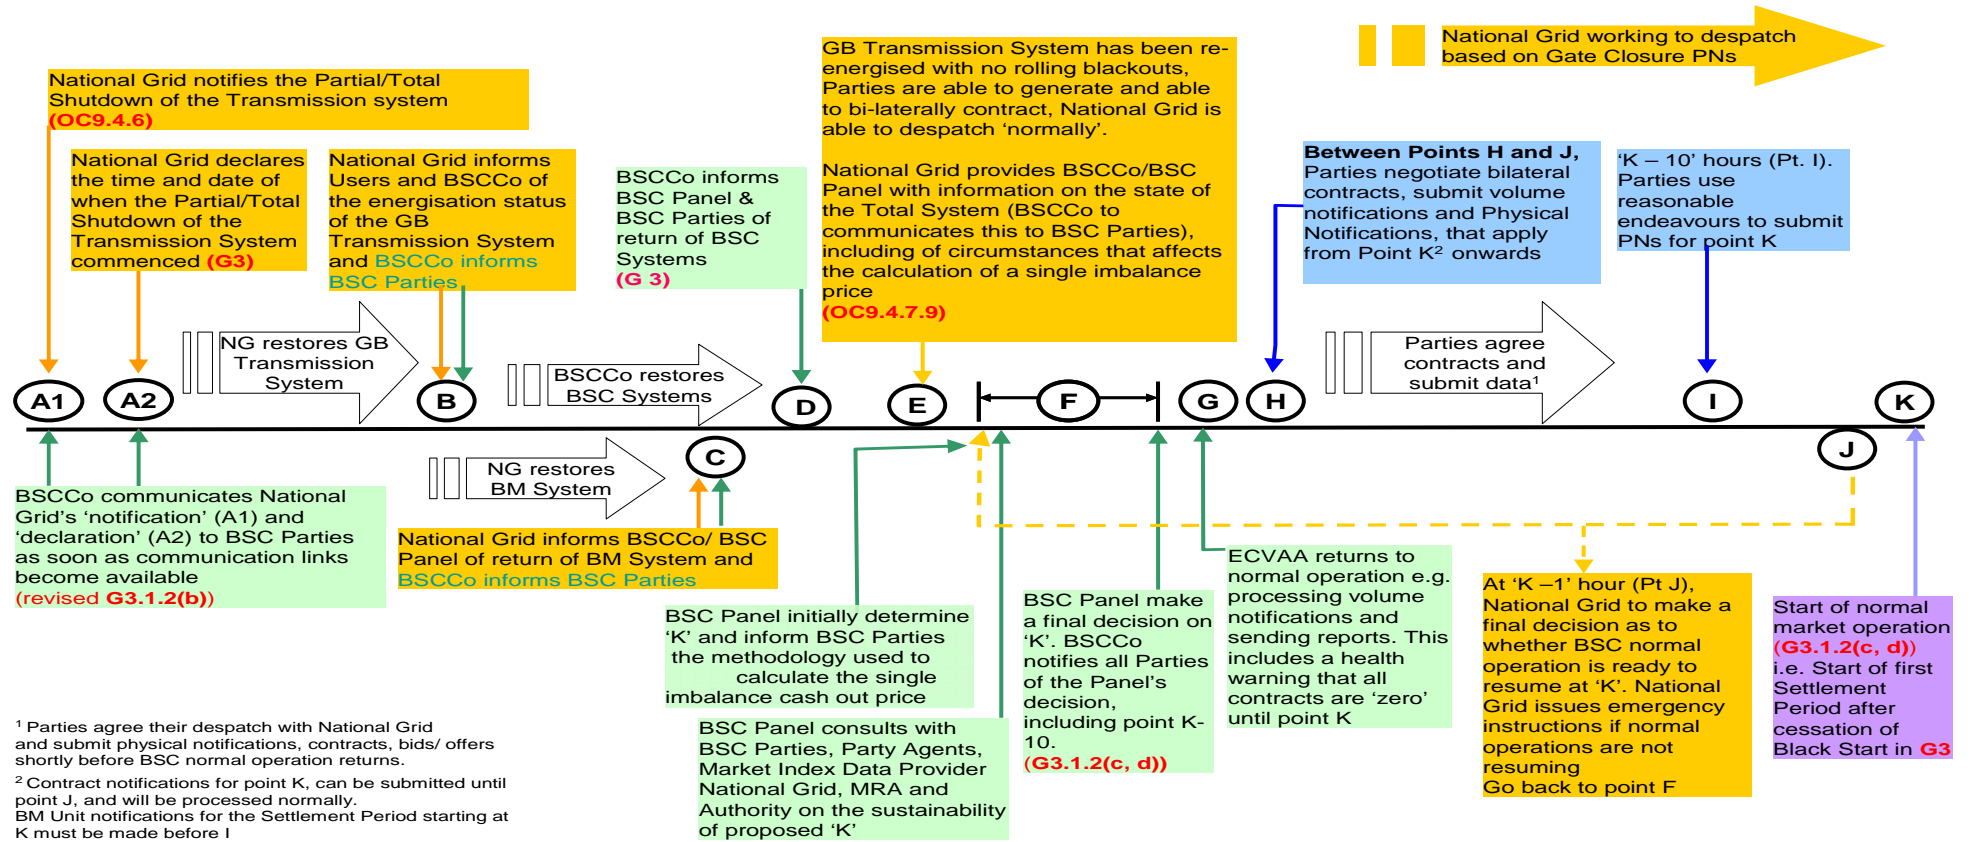 National Grid working to despatch
based on Gate Closure PNs
GB Transmission System has been re-
energised with no rolling blackouts,
Parties are able to generate and able
to bi-laterally contract, National Grid is
able to despatch ‘normally’.
National Grid provides BSCCo/BSC
Panel with information on the state of
the Total System (BSCCo to
communicates this to BSC Parties),
including of circumstances that affects
the calculation of a single imbalance
price
(OC9.4.7.9)
National Grid notifies the Partial/Total
Shutdown of the Transmission system
(OC9.4.6)
National Grid declares
the time and date of
when the Partial/Total
Shutdown of the
Transmission System
commenced (G3)
National Grid informs
Users and BSCCo of
the energisation status
of the GB
Transmission System
and BSCCo informs
BSC Parties
BSCCo informs
BSC Panel &
BSC Parties of
return of BSC
Systems
(G 3)
Between Points H and J,
Parties negotiate bilateral
contracts, submit volume
notifications and Physical
Notifications, that apply
from Point K² onwards
‘K – 10’ hours (Pt. I).
Parties use
reasonable
endeavours to submit
PNs for point K
NG restores GB
Transmission
System
BSCCo restores
BSC Systems
Parties agree
contracts and
submit data¹
A1
A2
B
D
E
F
G
H
I
K
C
J
NG restores
BM System
BSCCo communicates National
Grid’s ‘notification’ (A1) and
‘declaration’ (A2) to BSC Parties
as soon as communication links
become available
(revised G3.1.2(b))
National Grid informs BSCCo/ BSC
Panel of return of BM System and
BSCCo informs BSC Parties
BSC Panel initially determine
‘K’ and inform BSC Parties
the methodology used to
calculate the single
imbalance cash out price
BSC Panel consults with
BSC Parties, Party Agents,
Market Index Data Provider
National Grid, MRA and
Authority on the sustainability
of proposed ‘K’
BSC Panel make
a final decision on
‘K’. BSCCo
notifies all Parties
of the Panel’s
decision,
including point K-
10.
(G3.1.2(c, d))
ECVAA returns to
normal operation e.g.
processing volume
notifications and
sending reports. This
includes a health
warning that all
contracts are ‘zero’
until point K
At ‘K –1’ hour (Pt J),
National Grid to make a
final decision as to
whether BSC normal
operation is ready to
resume at ‘K’. National
Grid issues emergency
instructions if normal
operations are not
resuming
Go back to point F
Start of normal
market operation
(G3.1.2(c, d))
i.e. Start of first
Settlement
Period after
cessation of
Black Start in G3
¹ Parties agree their despatch with National Grid
and submit physical notifications, contracts, bids/ offers
shortly before BSC normal operation returns.
² Contract notifications for point K, can be submitted until
point J, and will be processed normally.
BM Unit notifications for the Settlement Period starting at
K must be made before I